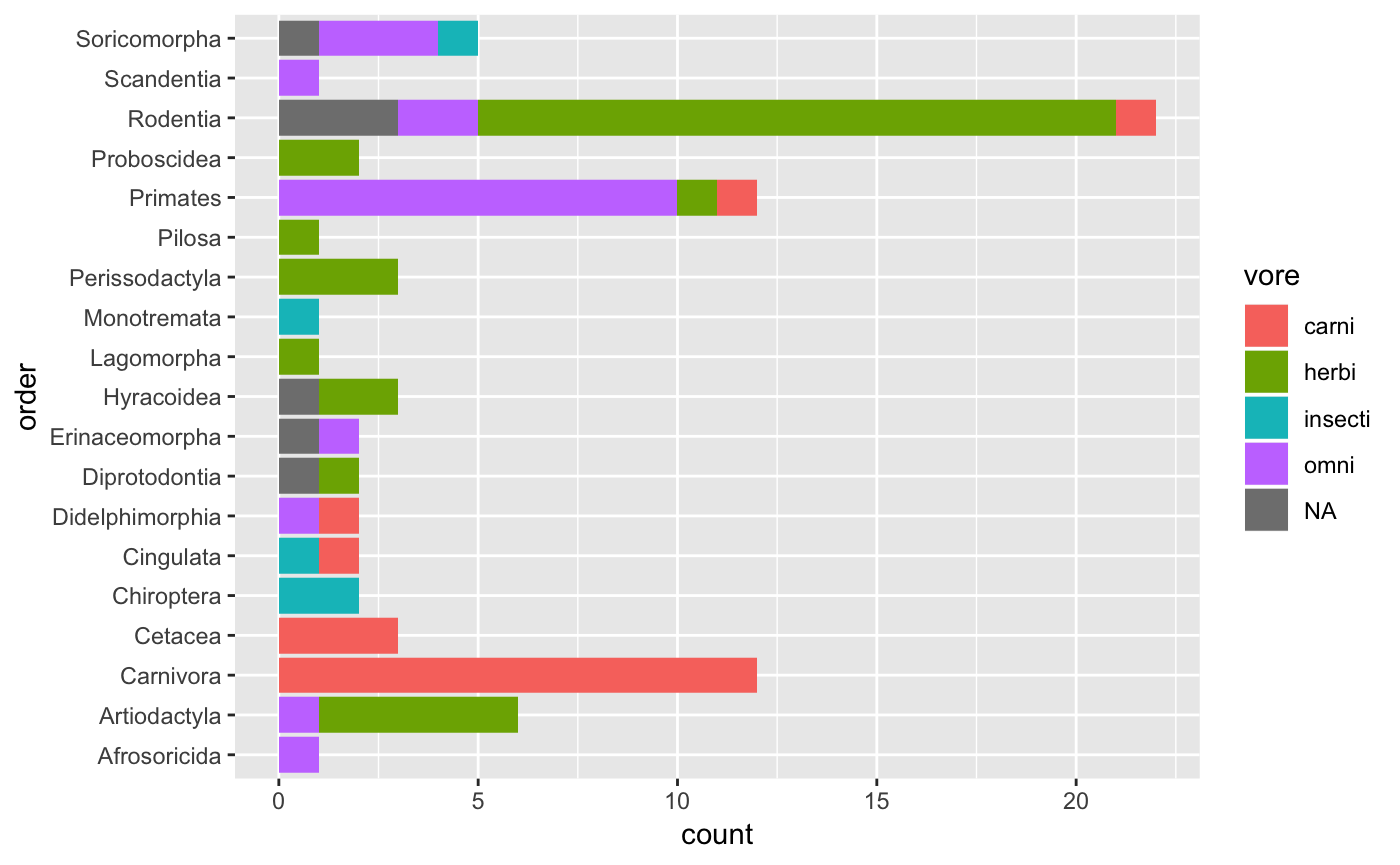 order
Soricomorpha
Scandentia
Rodentia
Proboscidea
Primates
Pilosa
Perissodactyla
Monotremata
Lagomorpha
Hyracoidea
Erinaceomorpha
Diprotodontia
Didelphimorphia
Cingulata
Chiroptera
Cetacea
Carnivora
Artiodactyla
Afrosoricida
0 5 10 15 20
count
vore
carni
herbi
insecti
omni
NA